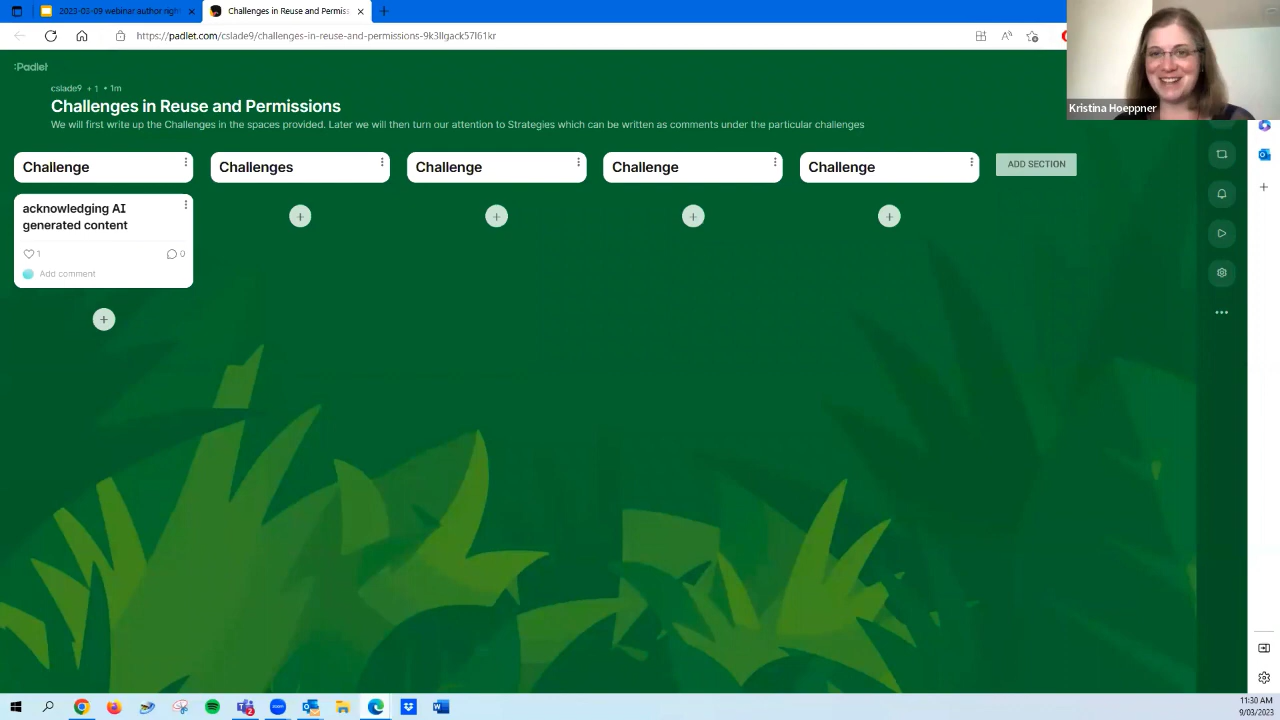 2023-03-09 webinar author righ
Challenges in Reuse and Permiss
https://padlet.com/cslade9/challenges-in-reuse-and-permissions-9k3llgack57l61kr
:Padlet
cslade9 +1 • 1m
Challenges in Reuse and Permissions
We will first write up the Challenges in the spaces provided. Later we will then turn our attention to Strategies which can be written as comments under the particular challenges
Kristina Hoeppner
Challenge
Challenges
Challenge
Challenge
Challenge
ADD SECTION
acknowledging AI
generated content
1
0
Add comment
11:30 AM
9/03/2023